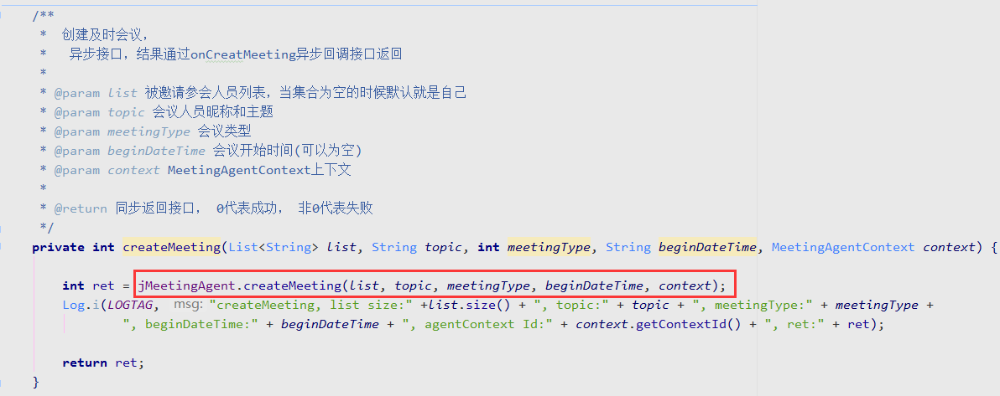 /**
* 创建及时会议,
* 异步接口,结果通过onCreatMeeting异步回调接口返回
*
* @param list 被邀请参会人员列表,当集合为空的时候默认就是自己
* @param topic 会议人员昵称和主题
* @param meetingType 会议类型
* @param beginDateTime 会议开始时间(可以为空)
* @param context MeetingAgentContext上下文
*
* @return 同步返回接口, 0代表成功, 非0代表失败
*/
private int createMeeting(List<String> list, String topic, int meetingType, String beginDateTime, MeetingAgentContext context) {
int ret = jMeetingAgent.createMeeting(list, topic, meetingType, beginDateTime, context);
Log.i(LOGTAG, msg: "createMeeting, list size:" +list.size() + ", topic:" + topic + ", meetingType:" + meetingType +
", beginDateTime:" + beginDateTime + ", agentContext Id:" + context.getContextId() + ", ret:" + ret);
return ret;
}